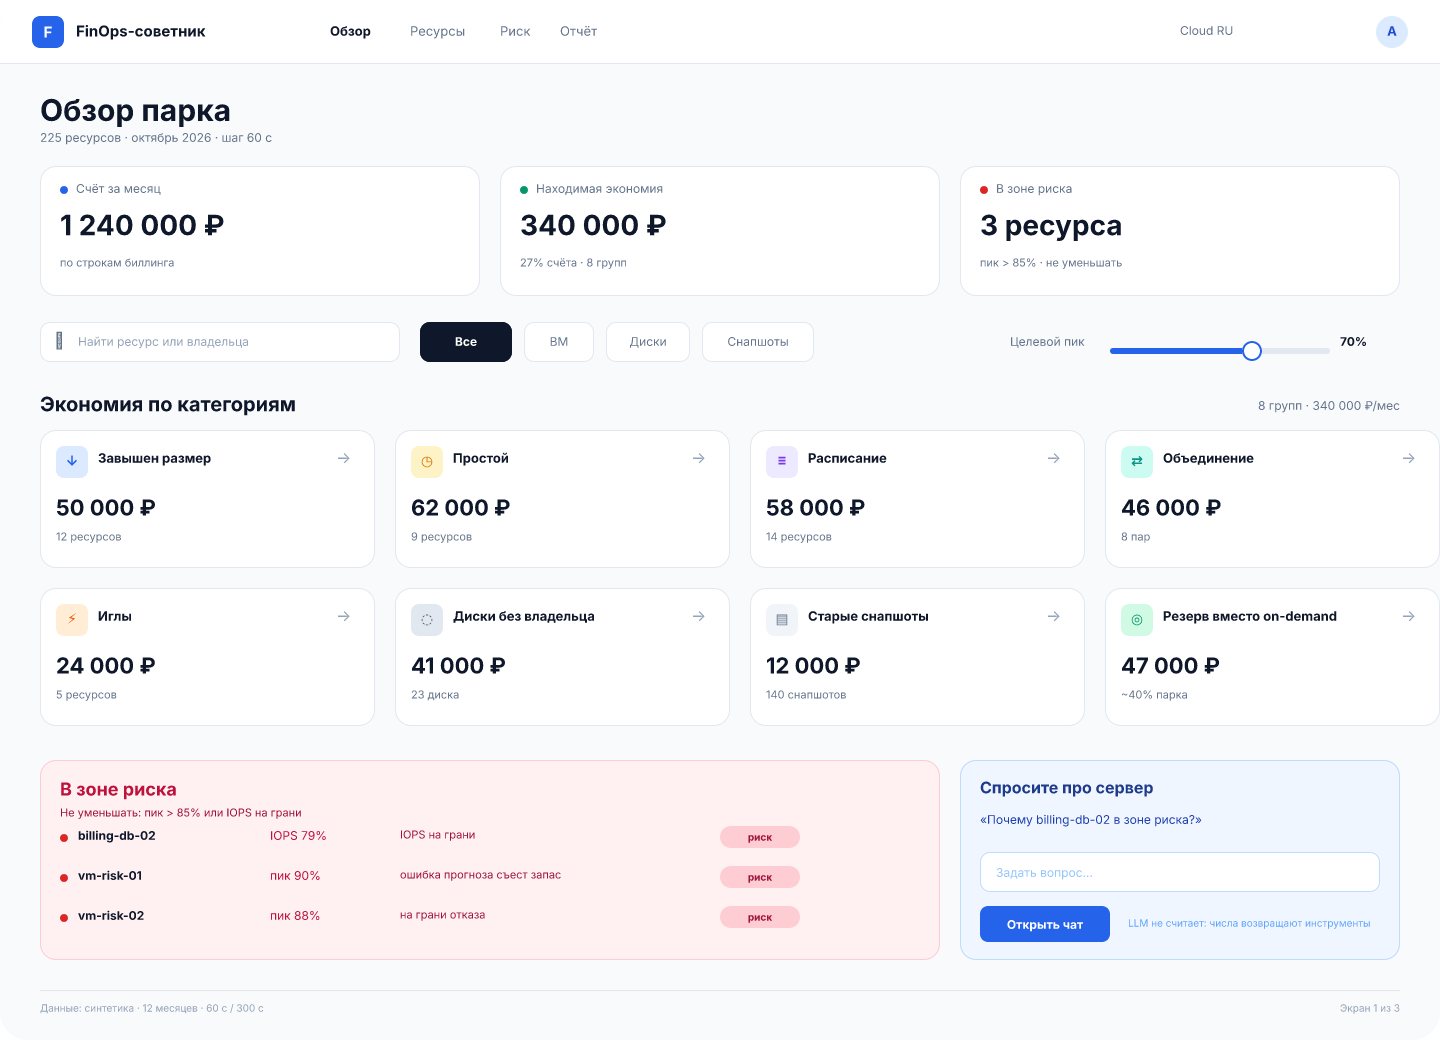 F FinOps-советник Обзор Ресурсы Риск Отчёт Cloud RU A
Обзор парка
225 ресурсов · октябрь 2026 · шаг 60 с
Счёт за месяц
1 240 000 ₽
по строкам биллинга
Находимая экономия
340 000 ₽
27% счёта · 8 групп
В зоне риска
3 ресурса
пик > 85% · не уменьшать
Найти ресурс или владельца
Все
ВМ
Диски
Снапшоты
Целевой пик
70%
Экономия по категориям
8 групп · 340 000 ₽/мес
Завышен размер →
50 000 ₽
12 ресурсов
Простой →
62 000 ₽
9 ресурсов
Расписание →
58 000 ₽
14 ресурсов
Объединение →
46 000 ₽
8 пар
Иглы →
24 000 ₽
5 ресурсов
Диски без владельца →
41 000 ₽
23 диска
Старые снапшоты →
12 000 ₽
140 снапшотов
Резерв вместо on-demand →
47 000 ₽
~40% парка
В зоне риска
Не уменьшать: пик > 85% или IOPS на грани
billing-db-02 IOPS 79% IOPS на грани риск
vm-risk-01 пик 90% ошибка прогноза съест запас риск
vm-risk-02 пик 88% на грани отказа риск
Спросите про сервер
«Почему billing-db-02 в зоне риска?»
Задать вопрос…
Открыть чат
LLM не считает: числа возвращают инструменты
Данные: синтетика · 12 месяцев · 60 с / 300 с
Экран 1 из 3